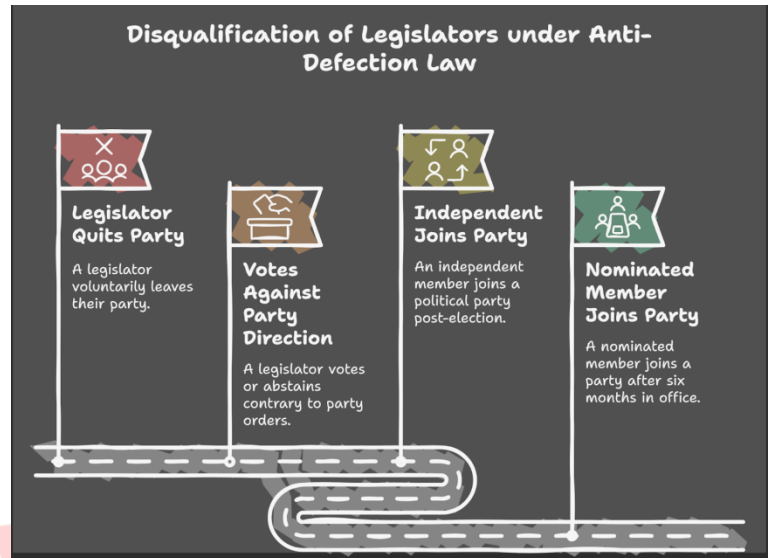 Disqualification of Legislators under Anti-
Defection Law
Legislator
Quits Party
A legislator
voluntarily leaves
their party.
Votes
Against
Party
Direction
A legislator votes
or abstains
contrary to party
orders.
Independent
Joins Party
An independent
member joins a
political party
post-election.
Nominated
Member
Joins Party
A nominated
member joins a
party after six
months in office.